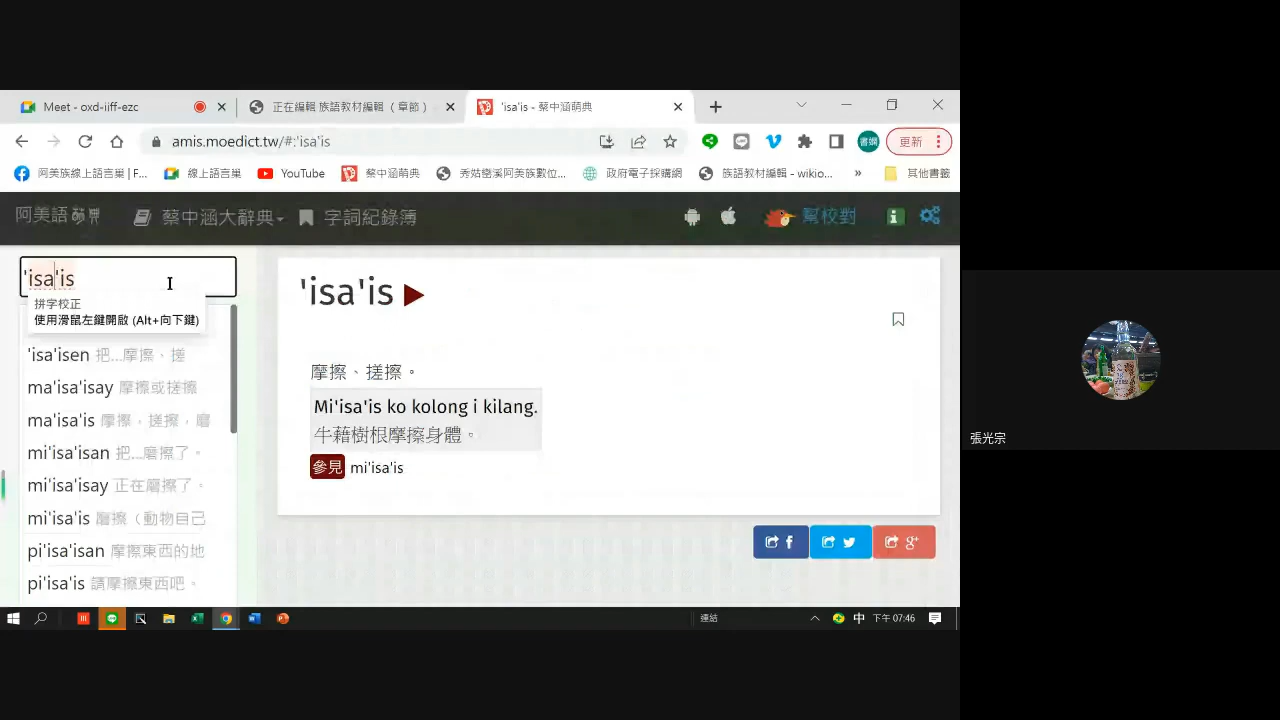 Meet - oxd-iiff-ezc
正在編輯 族語教材編輯（章節）
'isa'is - 蔡中涵萌典
amis.moedict.tw/#:'isa'is
書嫻
更新
阿美族線上語言巢 | F...
線上語言巢
YouTube
蔡中涵萌典
秀姑巒溪阿美族數位...
政府電子採購網
族語教材編輯 - wikio...
»
其他書籤
阿美語萌典
蔡中涵大辭典
字詞紀錄簿
幫校對
'isa'is
拼字校正
使用滑鼠左鍵開啟 (Alt+向下鍵)
'isa'isen 把...摩擦、搓
ma'isa'isay 摩擦或搓擦
ma'isa'is 摩擦，搓擦，磨
mi'isa'isan 把...磨擦了。
mi'isa'isay 正在磨擦了。
mi'isa'is 磨擦（動物自己
pi'isa'isan 摩擦東西的地
pi'isa'is 請摩擦東西吧。
'isa'is
摩擦、搓擦。
Mi'isa'is ko kolong i kilang.
牛藉樹根摩擦身體。
參見 mi'isa'is
連結
中
下午 07:46
張光宗